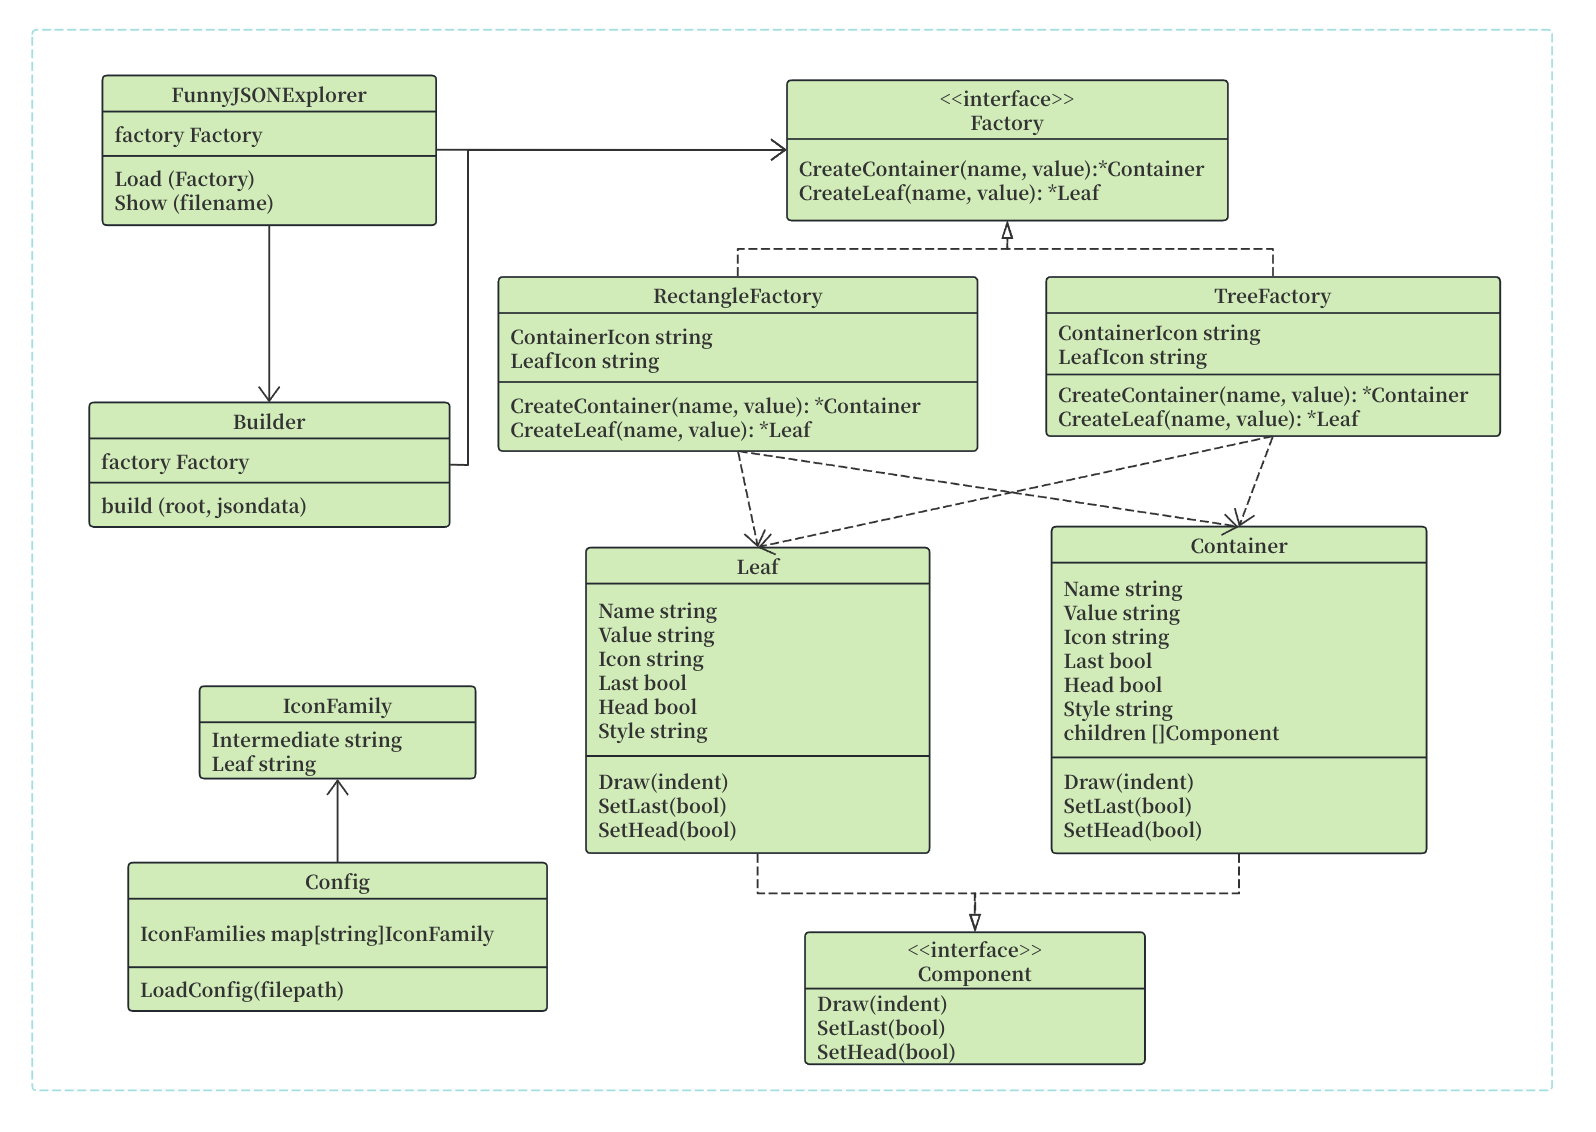 FunnyJSONExplorer
factory Factory
Load (Factory)
Show (filename)
<<interface>>
Factory
CreateContainer(name, value):*Container
CreateLeaf(name, value): *Leaf
RectangleFactory
ContainerIcon string
LeafIcon string
CreateContainer(name, value): *Container
CreateLeaf(name, value): *Leaf
TreeFactory
ContainerIcon string
LeafIcon string
CreateContainer(name, value): *Container
CreateLeaf(name, value): *Leaf
Builder
factory Factory
build (root, jsondata)
Leaf
Name string
Value string
Icon string
Last bool
Head bool
Style string
Draw(indent)
SetLast(bool)
SetHead(bool)
Container
Name string
Value string
Icon string
Last bool
Head bool
Style string
children []Component
Draw(indent)
SetLast(bool)
SetHead(bool)
IconFamily
Intermediate string
Leaf string
Config
IconFamilies map[string]IconFamily
LoadConfig(filepath)
<<interface>>
Component
Draw(indent)
SetLast(bool)
SetHead(bool)